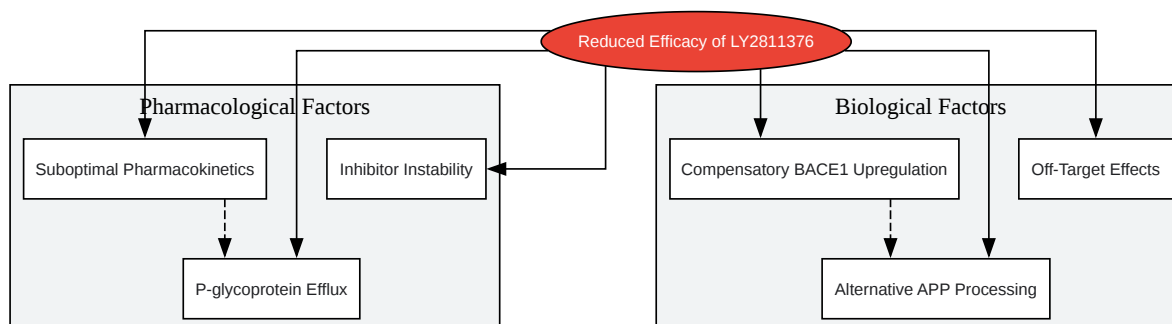 Reduced Efficacy of LY2811376
Pharmacological Factors
Biological Factors
Suboptimal Pharmacokinetics
Inhibitor Instability
Compensatory BACE1 Upregulation
Off-Target Effects
P-glycoprotein Efflux
Alternative APP Processing